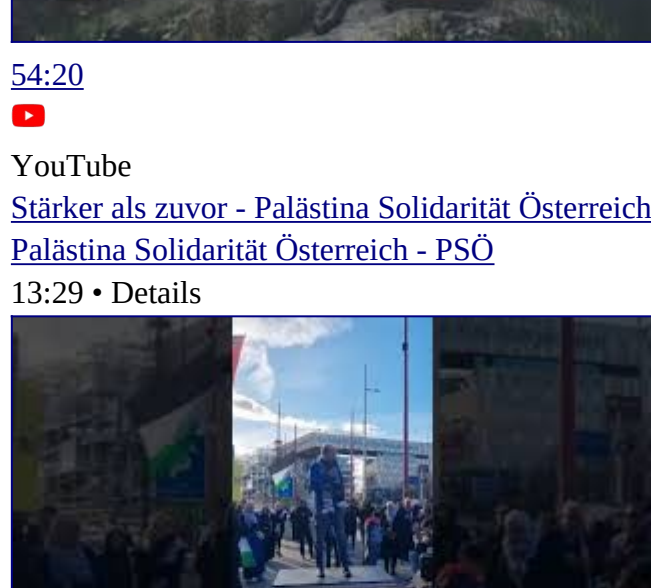 54:20
YouTube
Stärker als zuvor - Palästina Solidarität Österreich
Palästina Solidarität Österreich - PSÖ
13:29 • Details